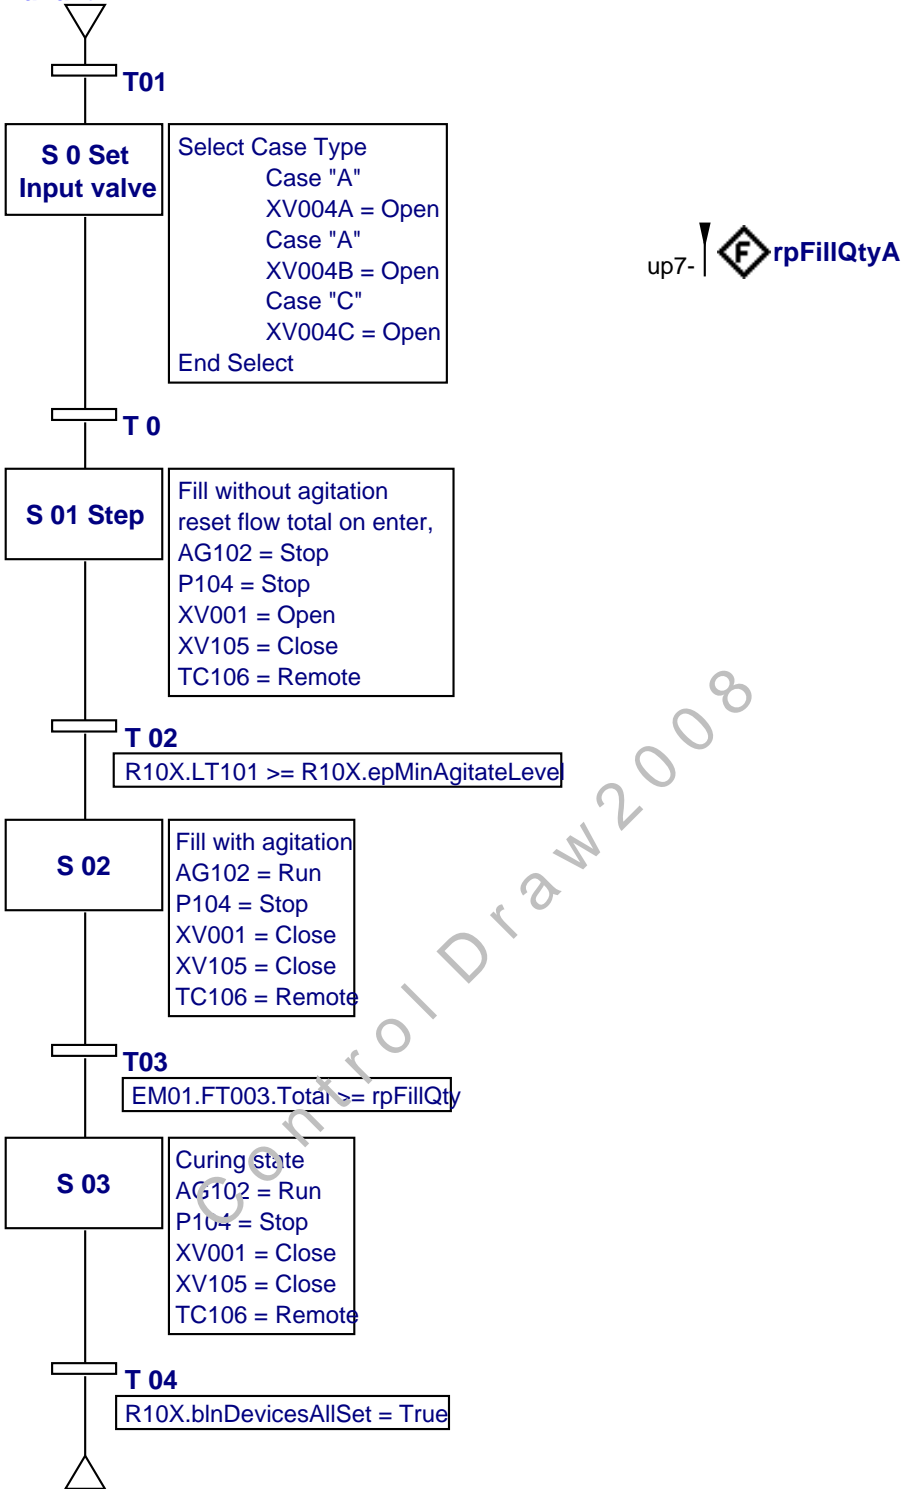 T01
S 0 Set
Input valve
Select Case Type
Case "A"
XV004A = Open
Case "A"
XV004B = Open
Case "C"
XV004C = Open
End Select
up7-
F
rpFillQtyA
T 0
S 01 Step
Fill without agitation
reset flow total on enter,
AG102 = Stop
P104 = Stop
XV001 = Open
XV105 = Close
TC106 = Remote
T 02
R10X.LT101 >= R10X.epMinAgitateLevel
S 02
Fill with agitation
AG102 = Run
P104 = Stop
XV001 = Close
XV105 = Close
TC106 = Remote
T03
EM01.FT003.Total >= rpFillQty
S 03
Curing state
AG102 = Run
P104 = Stop
XV001 = Close
XV105 = Close
TC106 = Remote
T 04
R10X.blnDevicesAllSet = True
Control Draw2008